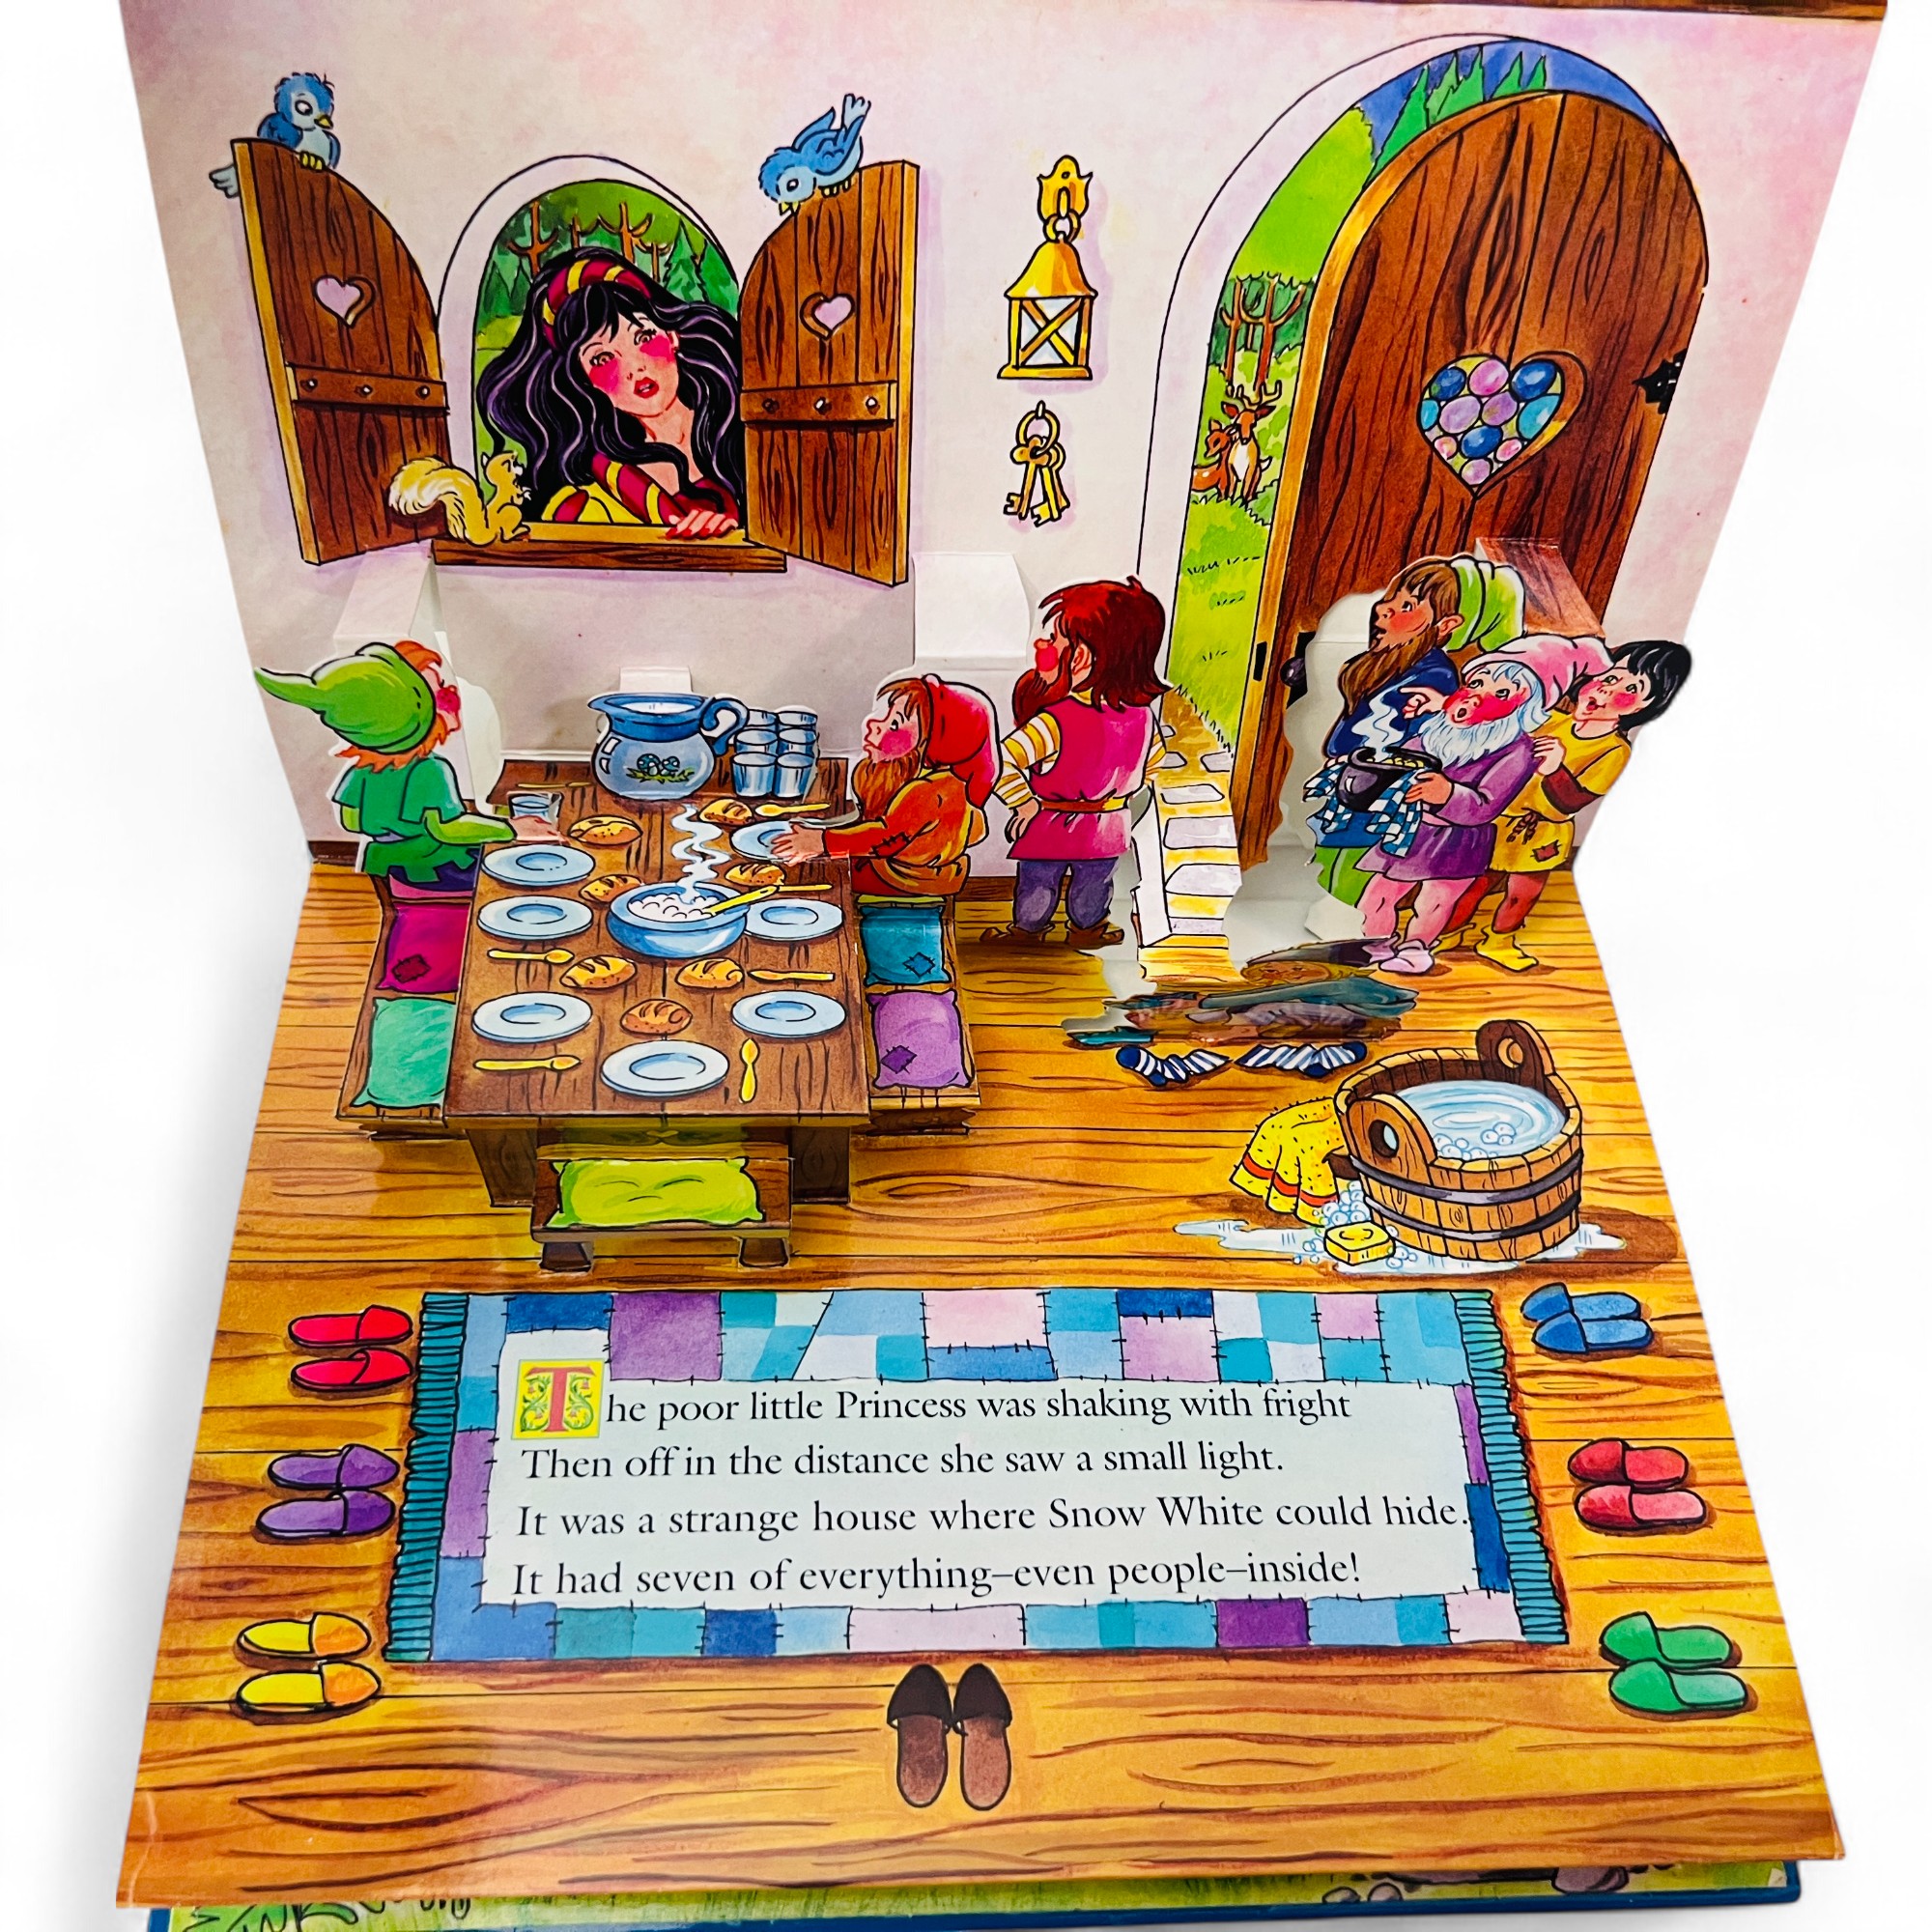 The poor little Princess was shaking with fright
Then off in the distance she saw a small light.
It was a strange house where Snow White could hide.
It had seven of everything–even people–inside!